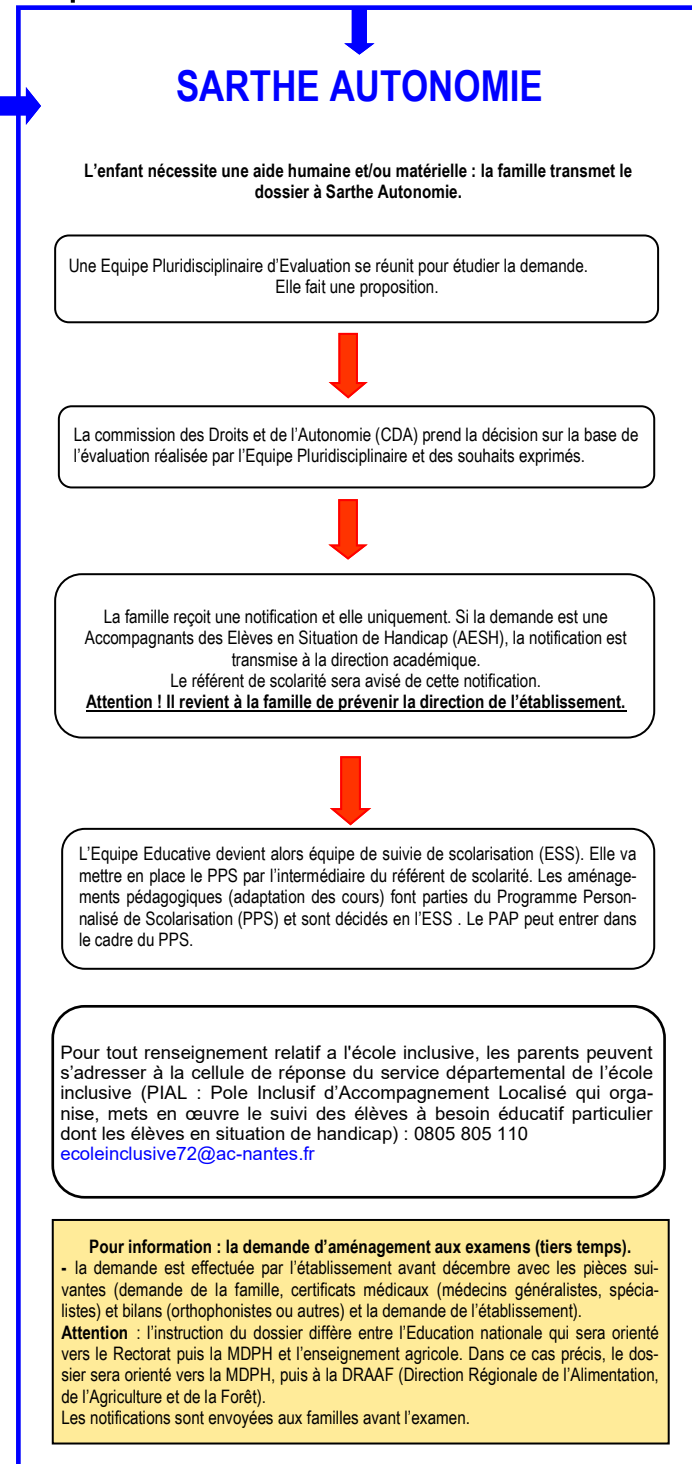 SARTHE AUTONOMIE
L'enfant nécessite une aide humaine et/ou matérielle : la famille transmet le
dossier à Sarthe Autonomie.
Une Equipe Pluridisciplinaire d'Evaluation se réunit pour étudier la demande.
Elle fait une proposition.
La commission des Droits et de l'Autonomie (CDA) prend la décision sur la base de
l'évaluation réalisée par l'Equipe Pluridisciplinaire et des souhaits exprimés.
La famille reçoit une notification et elle uniquement. Si la demande est une
Accompagnants des Elèves en Situation de Handicap (AESH), la notification est
transmise à la direction académique.
Le référent de scolarité sera avisé de cette notification.
Attention ! Il revient à la famille de prévenir la direction de l'établissement.
L'Equipe Educative devient alors équipe de suivie de scolarisation (ESS). Elle va
mettre en place le PPS par l'intermédiaire du référent de scolarité. Les aménage-
ments pédagogiques (adaptation des cours) font parties du Programme Person-
nalisé de Scolarisation (PPS) et sont décidés en l'ESS . Le PAP peut entrer dans
le cadre du PPS.
Pour tout renseignement relatif a l'école inclusive, les parents peuvent
s'adresser à la cellule de réponse du service départemental de l'école
inclusive (PIAL : Pole Inclusif d'Accompagnement Localisé qui orga-
nise, mets en œuvre le suivi des élèves à besoin éducatif particulier
dont les élèves en situation de handicap) : 0805 805 110
ecoleinclusive72@ac-nantes.fr
Pour information : la demande d'aménagement aux examens (tiers temps).
- la demande est effectuée par l'établissement avant décembre avec les pièces sui-
vantes (demande de la famille, certificats médicaux (médecins généralistes, spécia-
listes) et bilans (orthophonistes ou autres) et la demande de l'établissement).
Attention : l'instruction du dossier diffère entre l'Education nationale qui sera orienté
vers le Rectorat puis la MDPH et l'enseignement agricole. Dans ce cas précis, le dos-
sier sera orienté vers la MDPH, puis à la DRAAF (Direction Régionale de l'Alimentation,
de l'Agriculture et de la Forêt).
Les notifications sont envoyées aux familles avant l'examen.